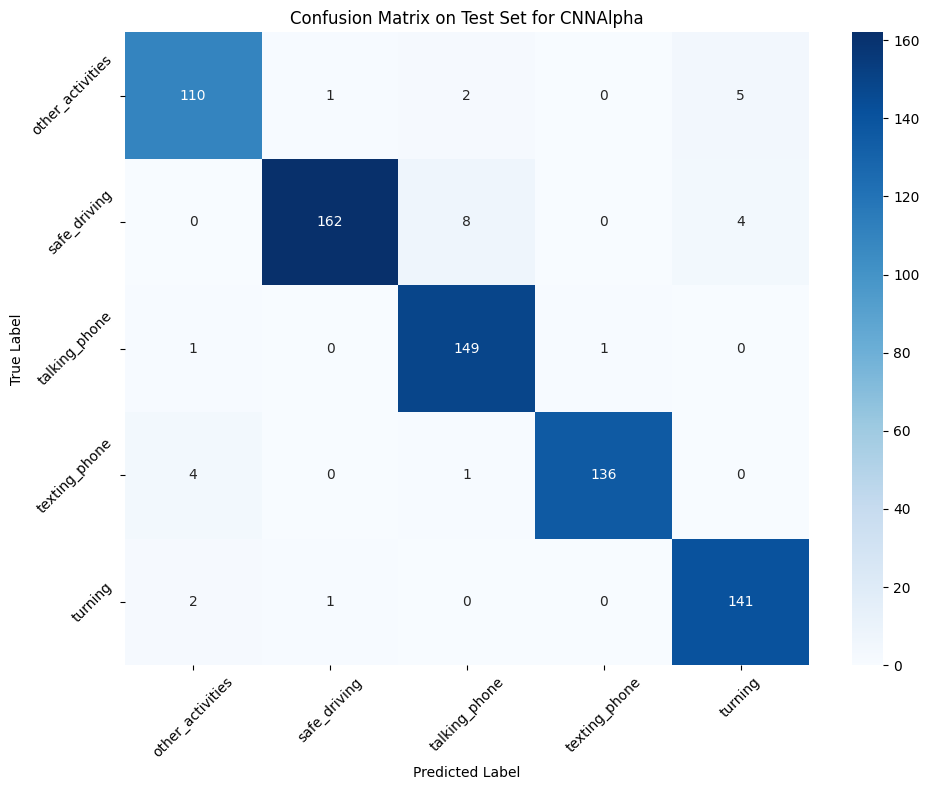 Confusion Matrix on Test Set for CNNAlpha
True Label
other_activities
110 1 2 0 5
safe_driving
0 162 8 0 4
talking_phone
1 0 149 1 0
texting_phone
4 0 1 136 0
turning
2 1 0 0 141
other_activities
safe_driving
talking_phone
texting_phone
turning
Predicted Label
160
140
120
100
80
60
40
20
0